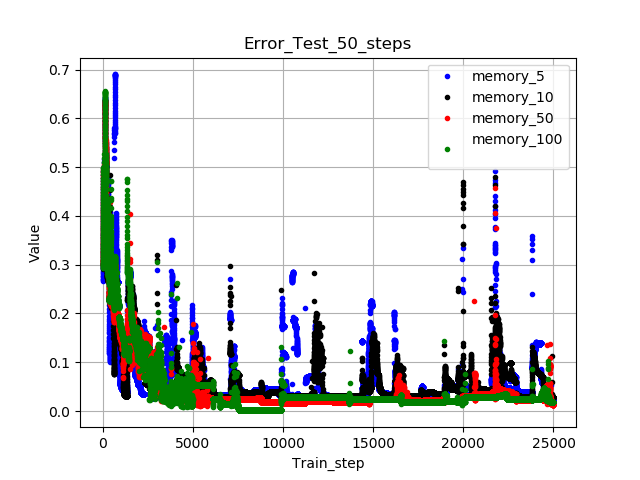 Error_Test_50_steps
memory_5
memory_10
memory_50
memory_100
Value
0.7
0.6
0.5
0.4
0.3
0.2
0.1
0.0
0
5000
10000
15000
20000
25000
Train_step